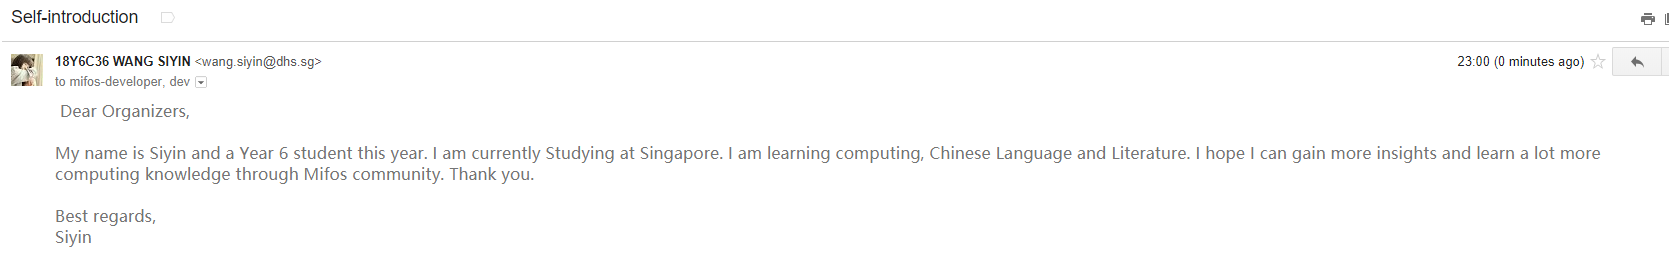 Self-introduction
18Y6C36 WANG SIYIN <wang.siyin@dhs.sg>
23:00 (0 minutes ago)
to mifos-developer, dev
Dear Organizers,
My name is Siyin and a Year 6 student this year. I am currently Studying at Singapore. I am learning computing, Chinese Language and Literature. I hope I can gain more insights and learn a lot more
computing knowledge through Mifos community. Thank you.
Best regards,
Siyin